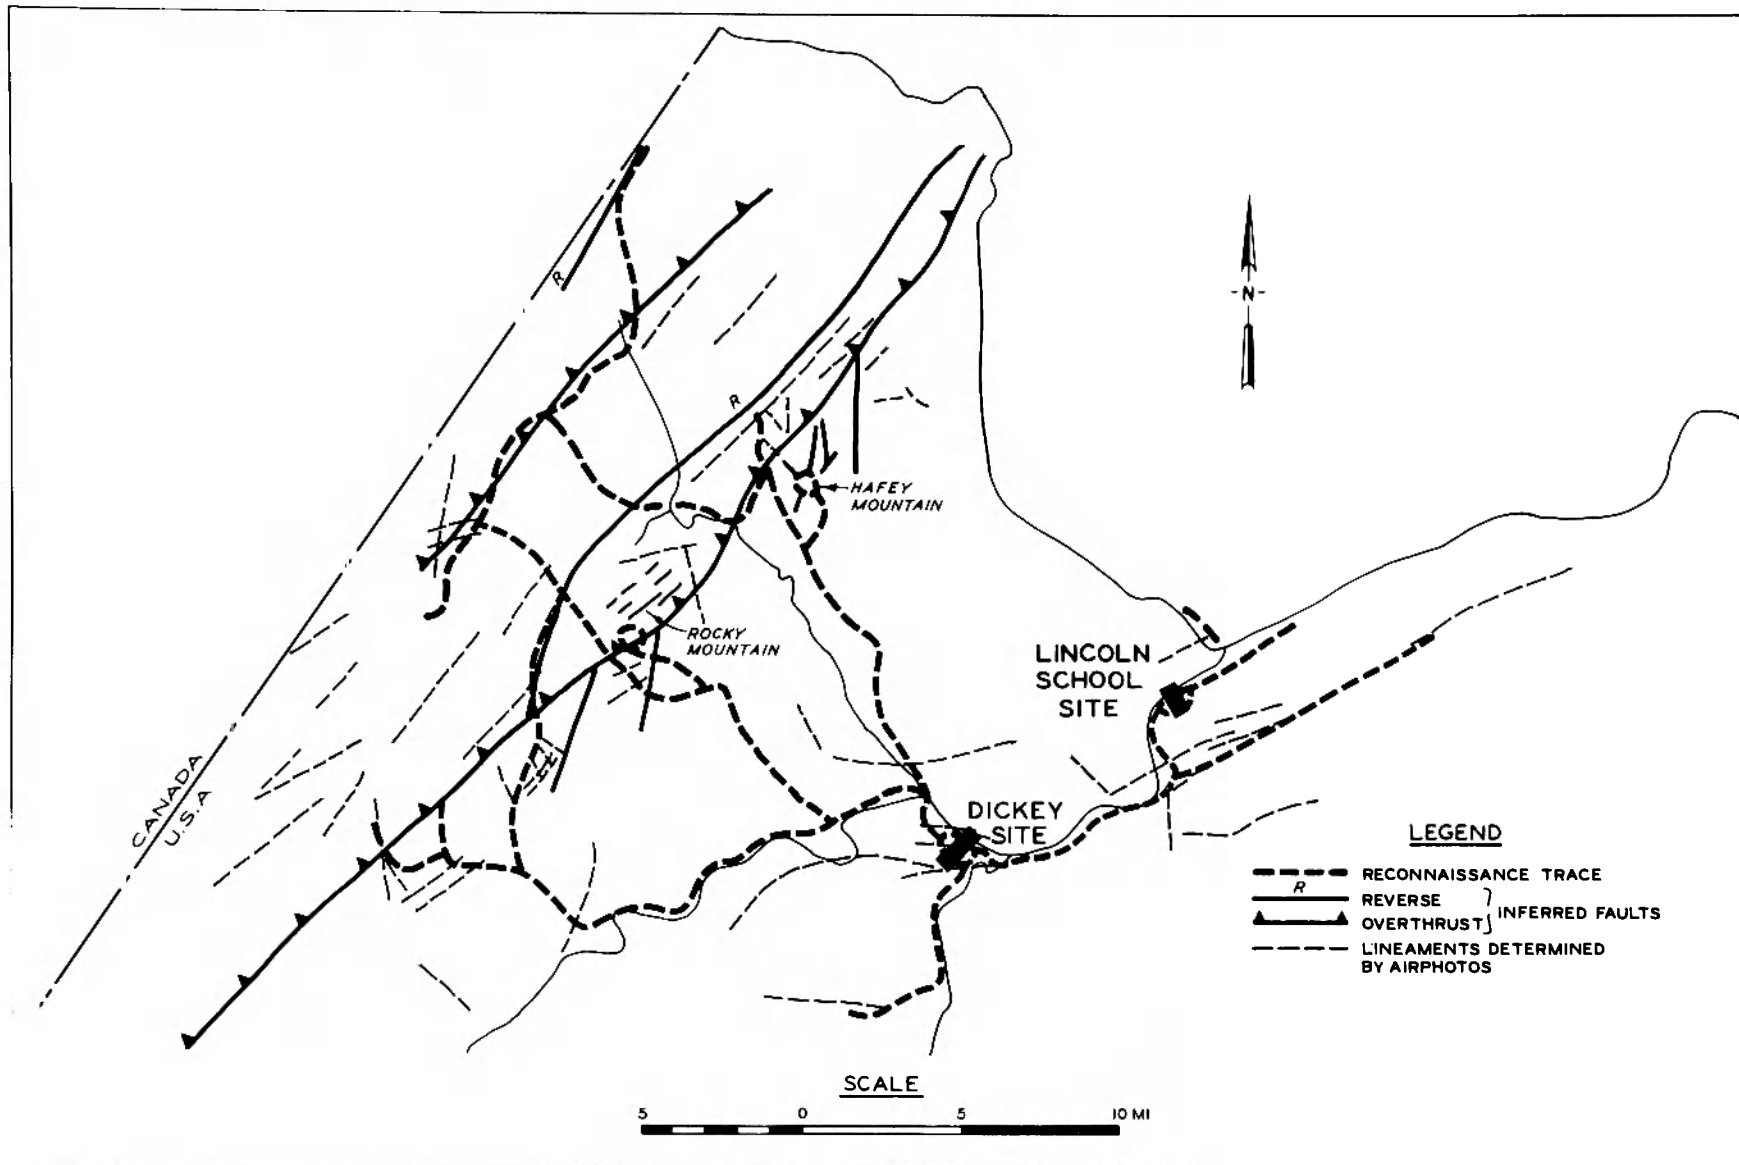 R
R
N
HAFEY
MOUNTAIN
ROCKY
MOUNTAIN
LINCOLN
SCHOOL
SITE
CANADA
U.S.A
DICKEY
SITE
LEGEND
RECONNAISSANCE TRACE
R
REVERSE
OVERTHRUST
INFERRED FAULTS
LINEAMENTS DETERMINED
BY AIRPHOTOS
SCALE
5 0 5 10 MI